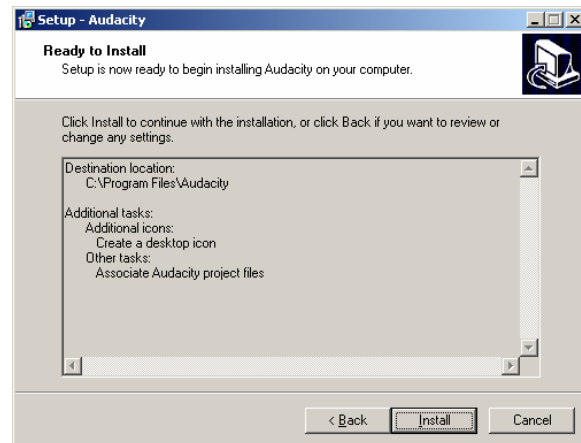 Setup - Audacity
Ready to Install
Setup is now ready to begin installing Audacity on your computer.
Click Install to continue with the installation, or click Back if you want to review or
change any settings.
Destination location:
C:\Program Files\Audacity
Additional tasks:
Additional icons:
Create a desktop icon
Other tasks:
Associate Audacity project files
< Back
Install
Cancel